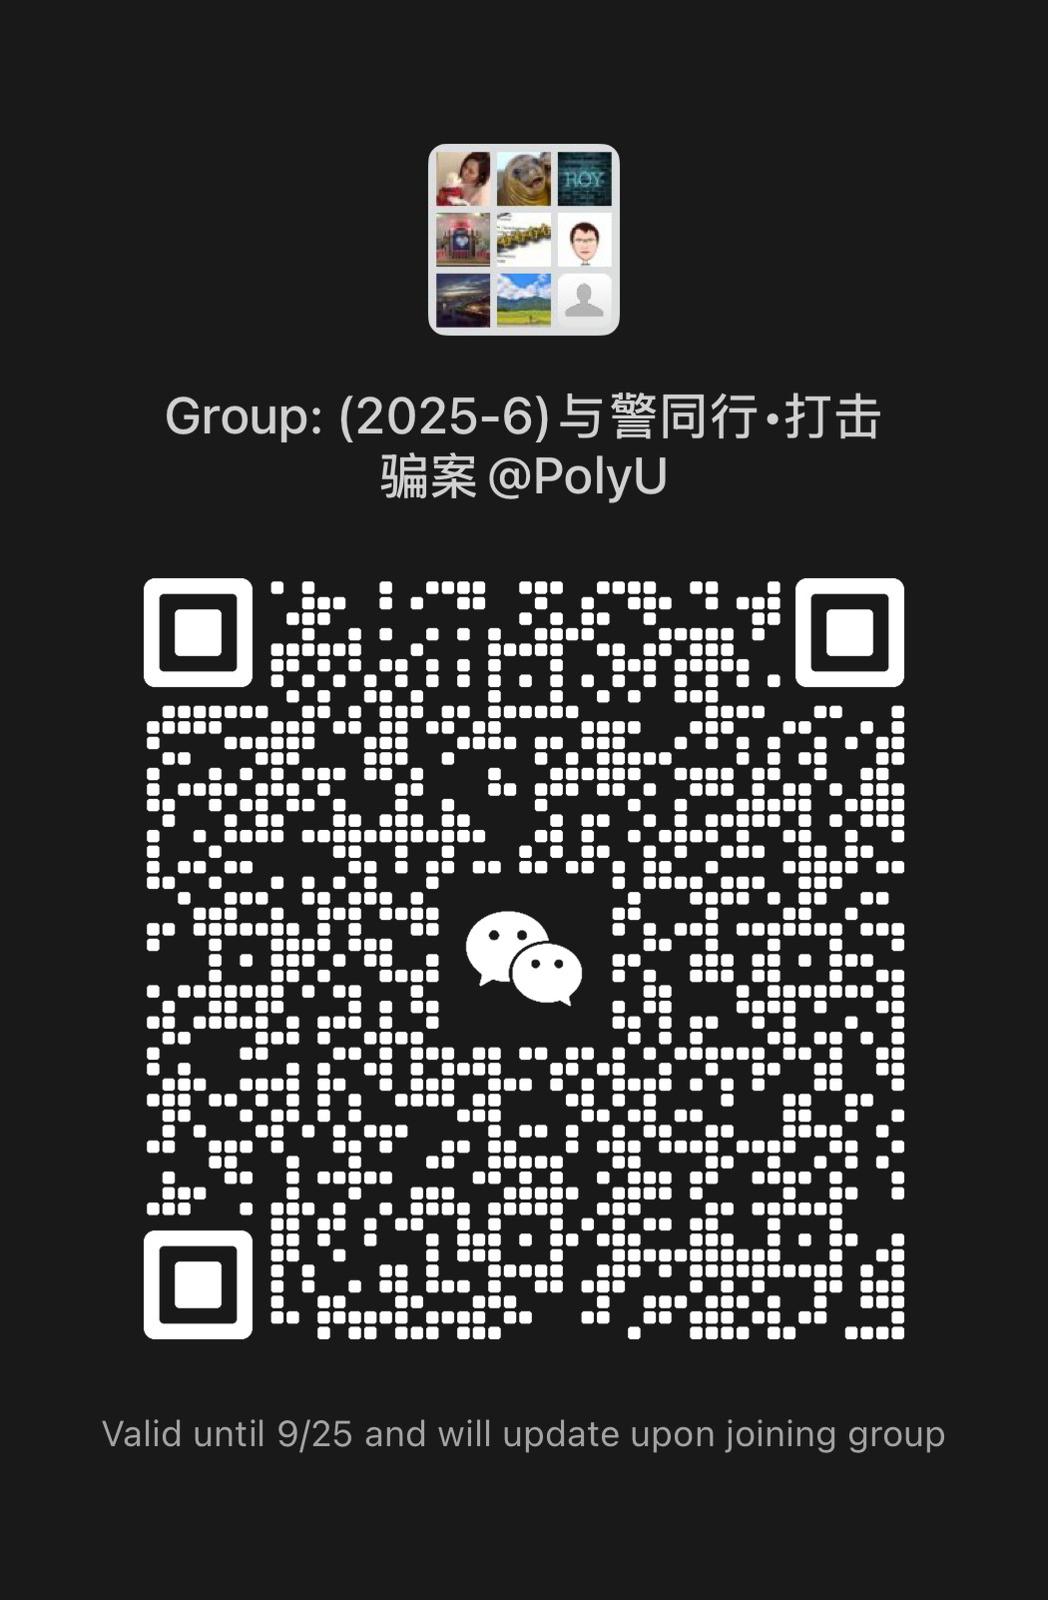 ROY
Group: (2025-6)与警同行•打击
骗案 @PolyU
Valid until 9/25 and will update upon joining group